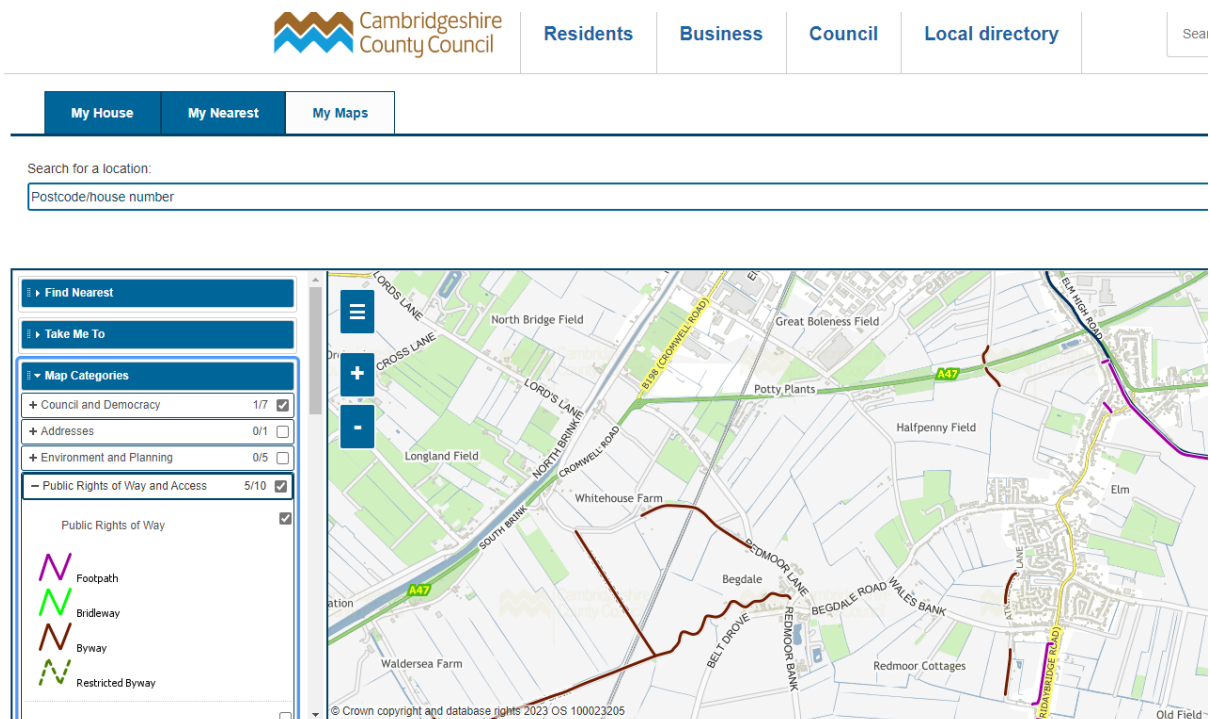 Cambridgeshire
County Council
Residents
Business
Council
Local directory
Sear
My House
My Nearest
My Maps
Search for a location:
Postcode/house number
Find Nearest
Take Me To
Map Categories
+ Council and Democracy 1/7
+ Addresses 0/1
+ Environment and Planning 0/5
− Public Rights of Way and Access 5/10
Public Rights of Way
Footpath
Bridleway
Byway
Restricted Byway
+
-
LORDS LANE
CROSS LANE
North Bridge Field
LORD'S LANE
B198 (CROMWELL ROAD)
Great Boleness Field
ELM HIGH ROAD
A47
Potty Plants
Halfpenny Field
Longland Field
NORTH BRINK
CROMWELL ROAD
Whitehouse Farm
Elm
SOUTH BRINK
A47
REDMOOR LANE
Begdale
BEGDALE ROAD
WALES BANK
LANE
BELT DROVE
REDMOOR BANK
Waldersea Farm
Redmoor Cottages
RIDAYBRIDGE ROAD)
Old Field
© Crown copyright and database rights 2023 OS 100023205